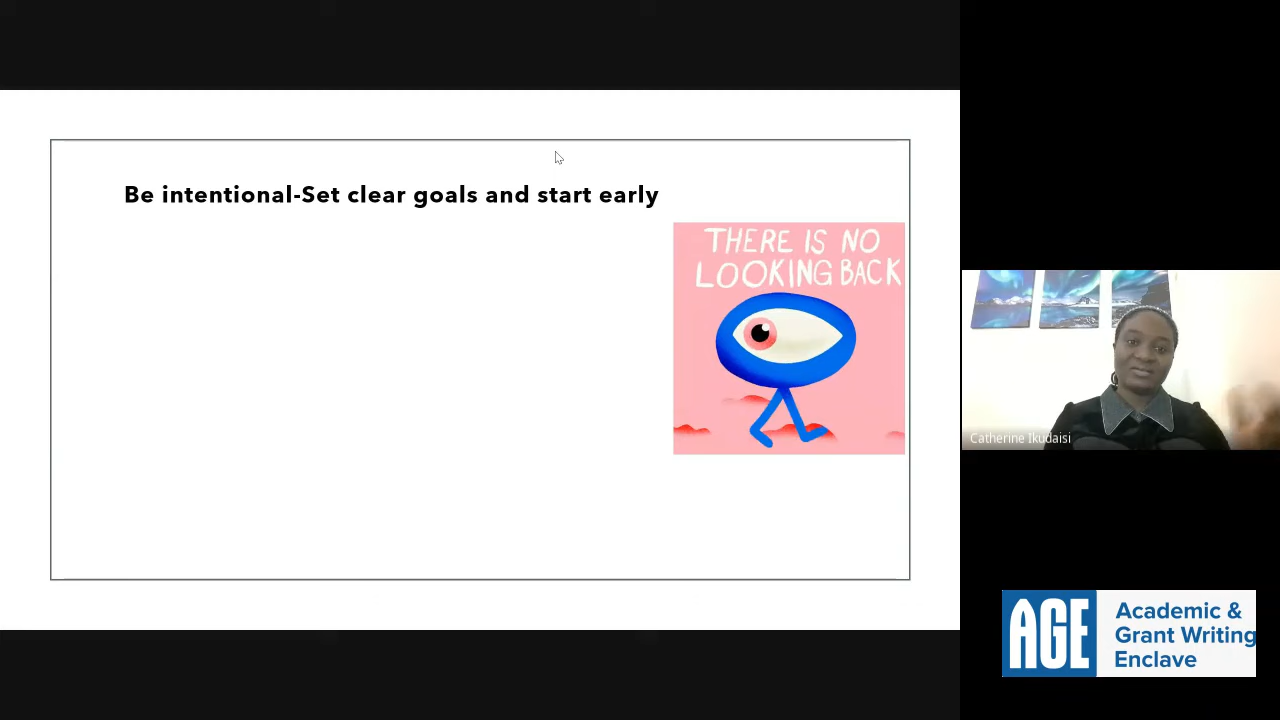 Be intentional-Set clear goals and start early
THERE IS NO
LOOKING BACK
Catherine Ikudaisi
AGE
Academic &
Grant Writing
Enclave